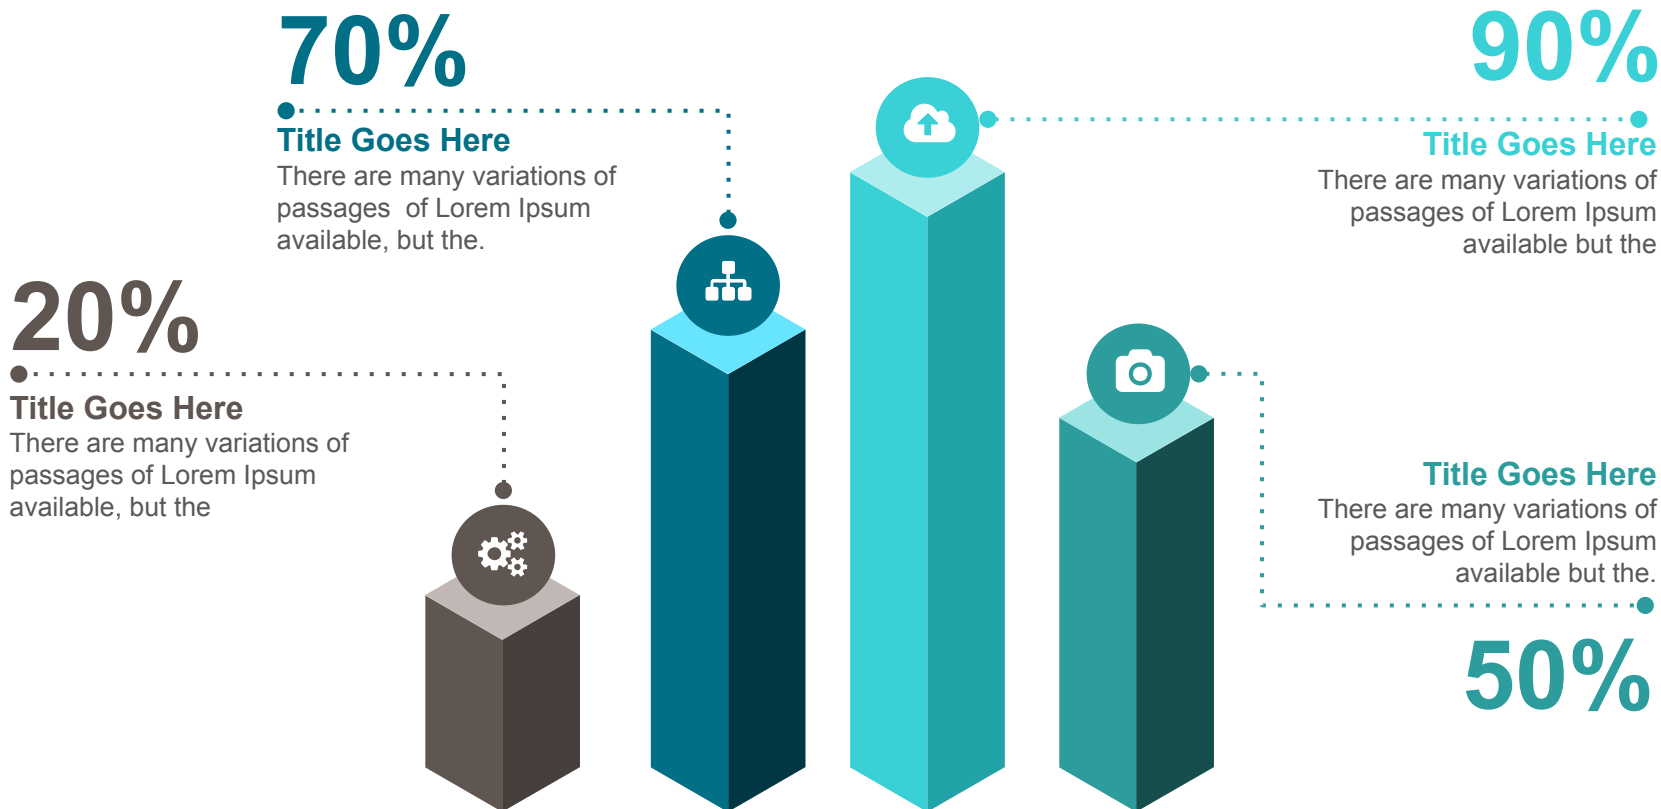 70%
Title Goes Here
There are many variations of
passages  of Lorem Ipsum
available, but the.
20%
Title Goes Here
There are many variations of
passages of Lorem Ipsum
available, but the
90%
Title Goes Here
There are many variations of
passages of Lorem Ipsum
available but the
Title Goes Here
There are many variations of
passages of Lorem Ipsum
available but the.
50%